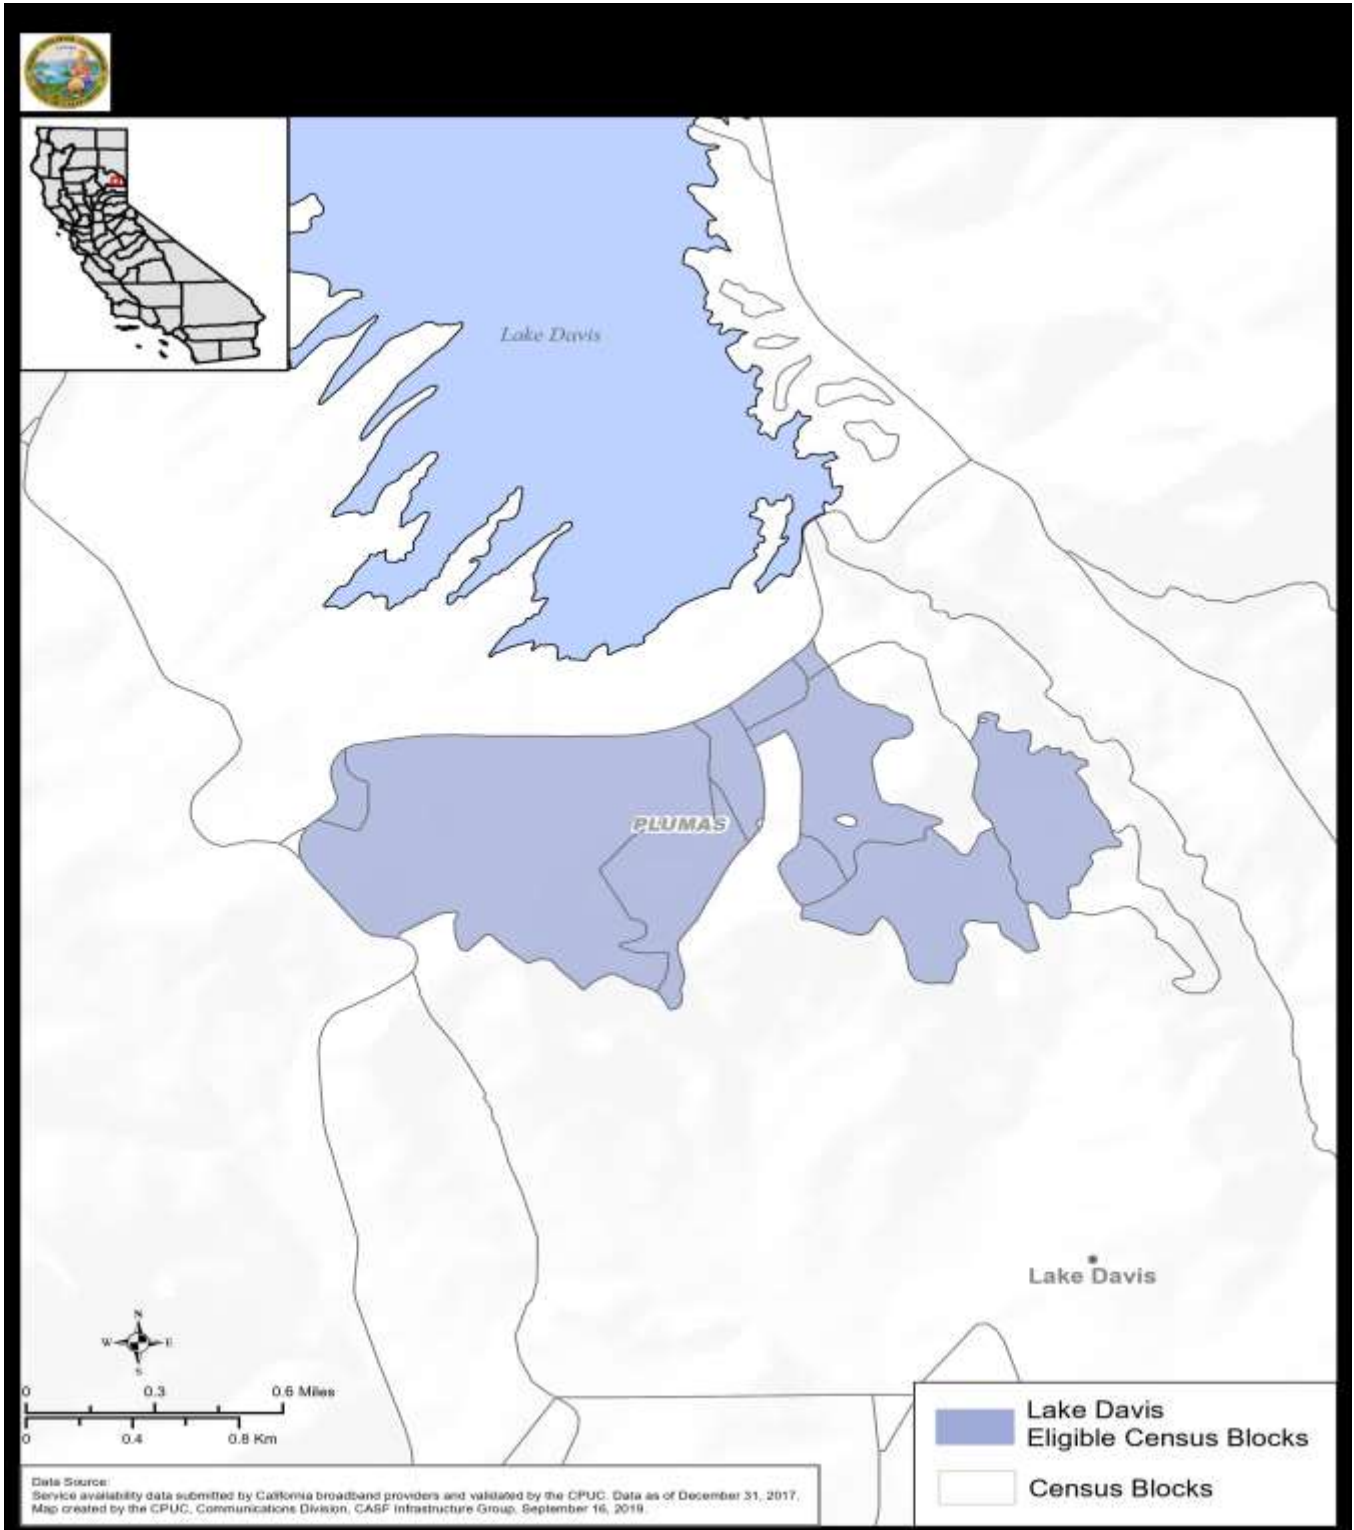 Lake Davis
PLUMAS
Lake Davis
N
W
E
S
0 0.3 0.6 Miles
0 0.4 0.8 Km
Lake Davis
Eligible Census Blocks
Census Blocks
Data Source:
Service availability data submitted by California broadband providers and validated by the CPUC. Data as of December 31, 2017.
Map created by the CPUC, Communications Division, CASF Infrastructure Group, September 16, 2019.